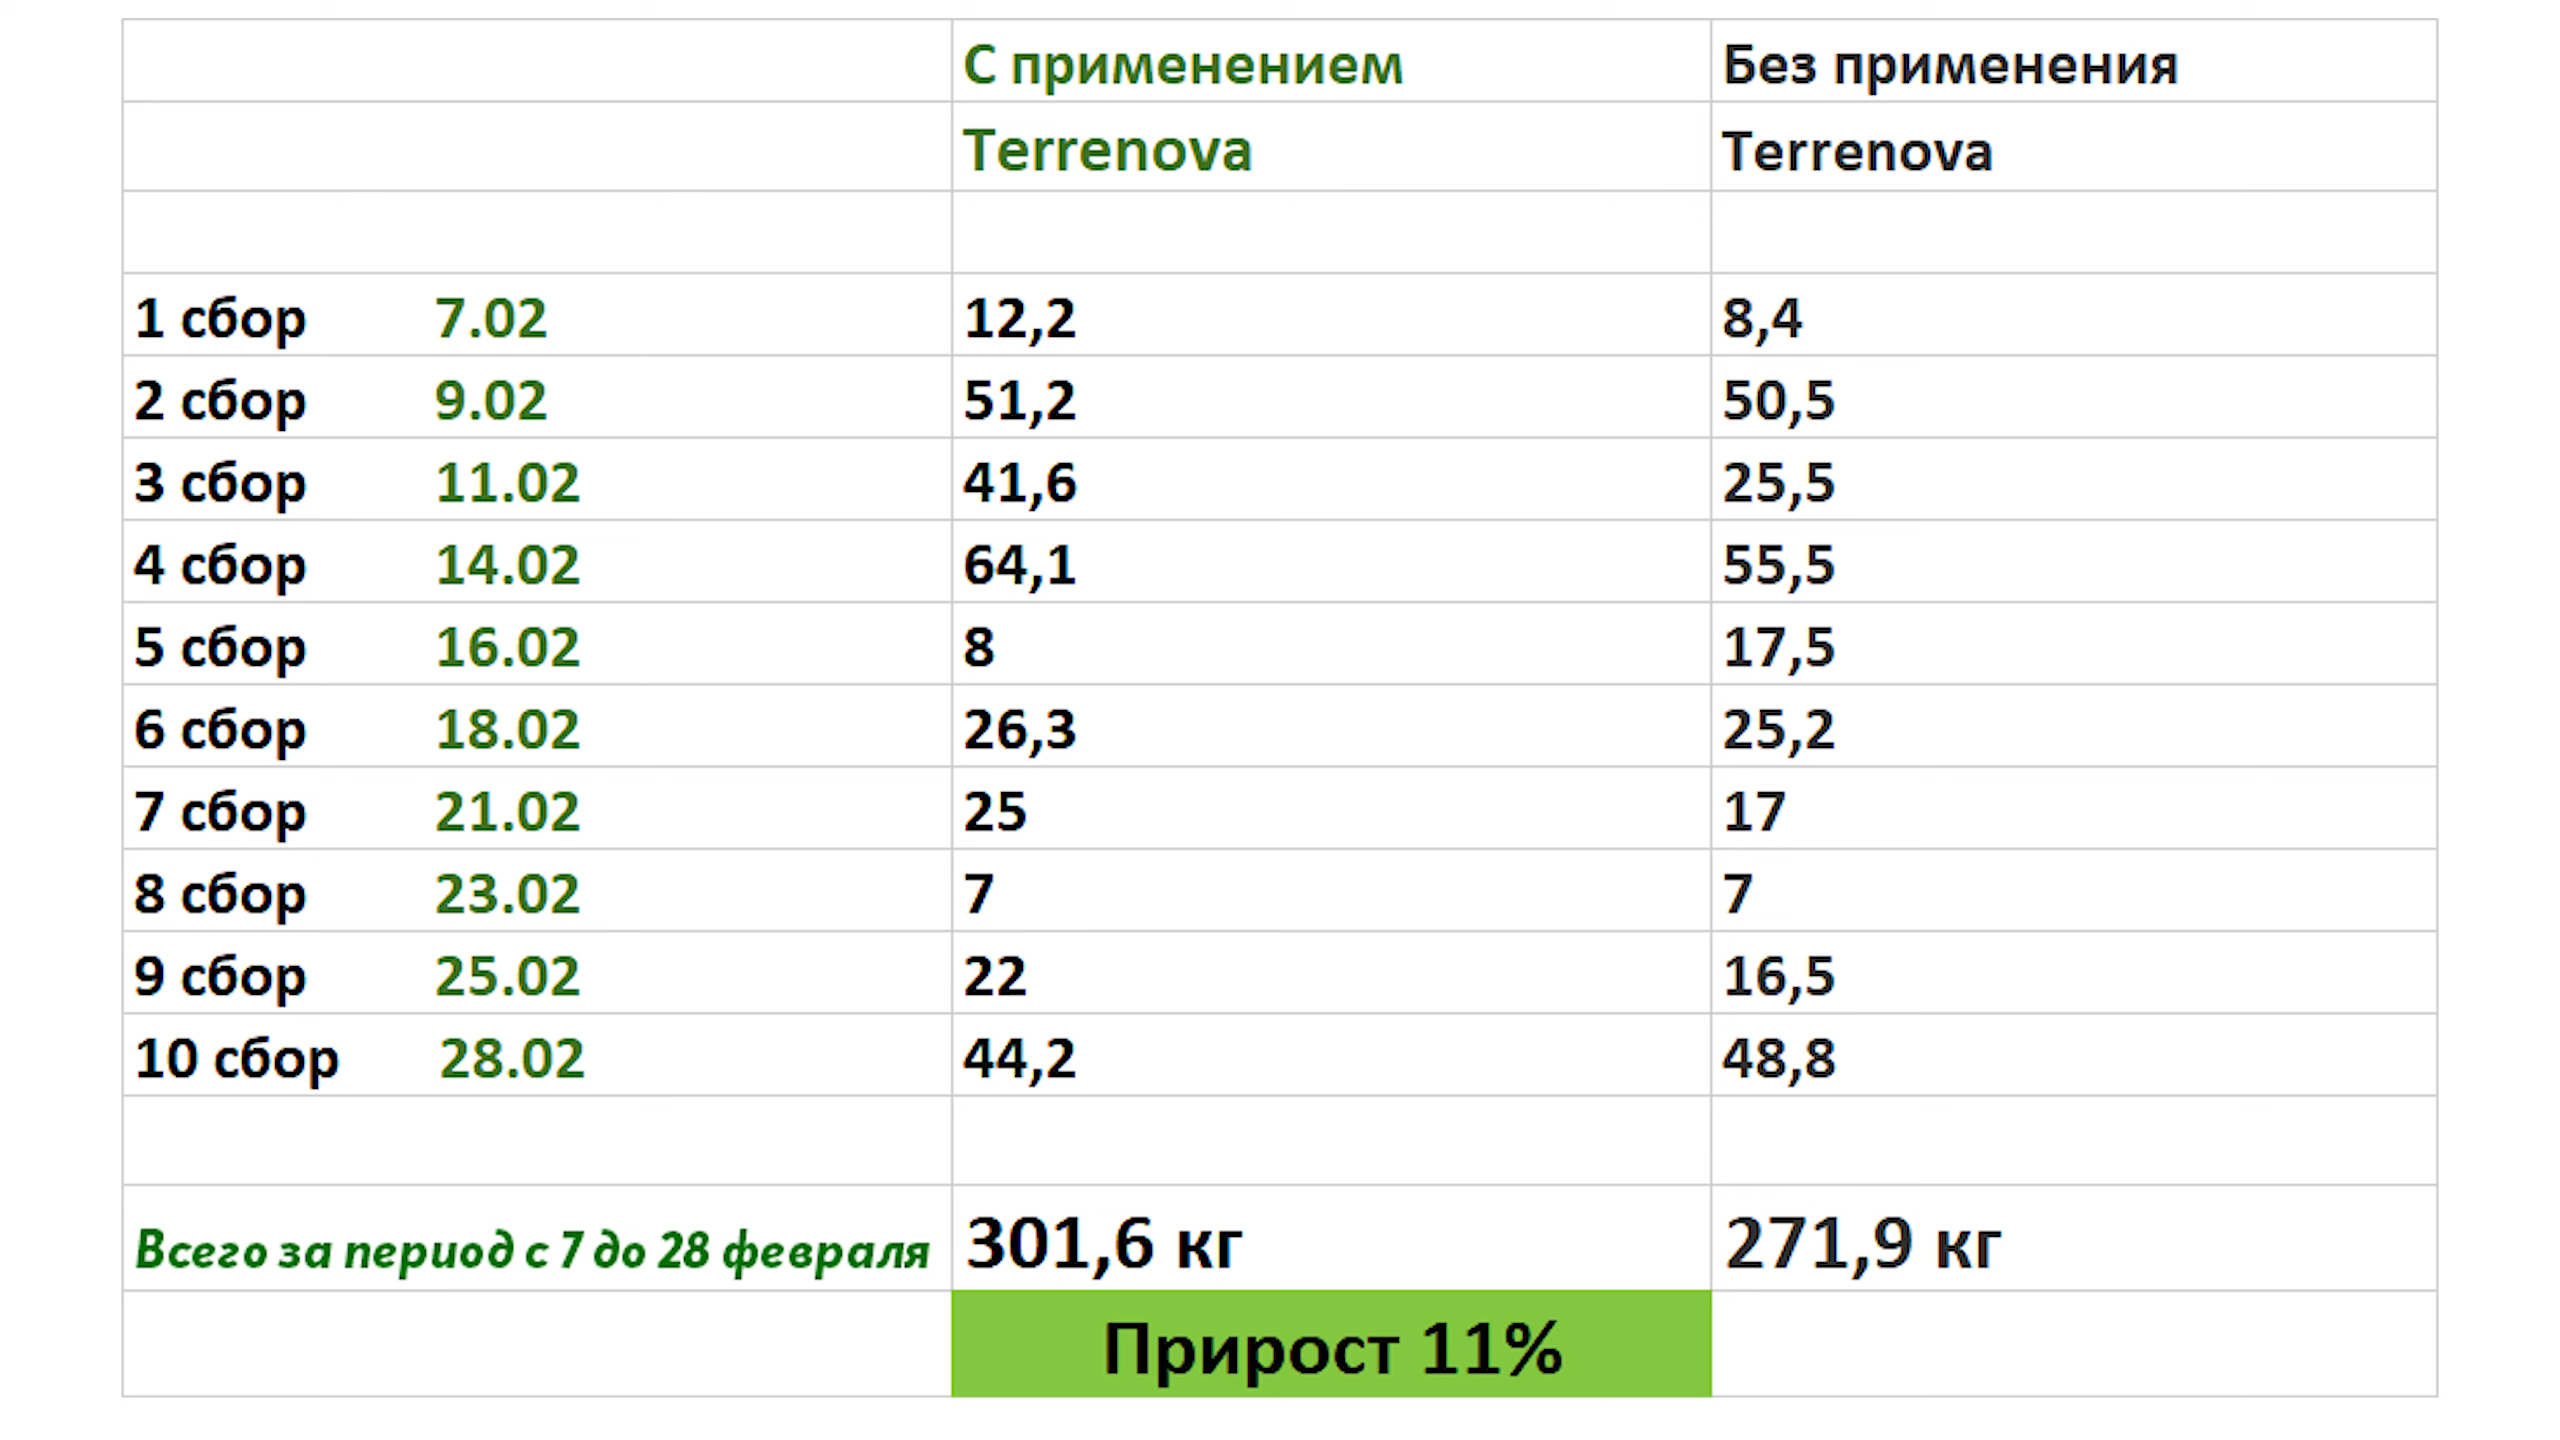 С применением Без применения
Terrenova Terrenova
1 сбор 7.02 12,2 8,4
2 сбор 9.02 51,2 50,5
3 сбор 11.02 41,6 25,5
4 сбор 14.02 64,1 55,5
5 сбор 16.02 8 17,5
6 сбор 18.02 26,3 25,2
7 сбор 21.02 25 17
8 сбор 23.02 7 7
9 сбор 25.02 22 16,5
10 сбор 28.02 44,2 48,8
Всего за период с 7 до 28 февраля 301,6 кг 271,9 кг
Прирост 11%